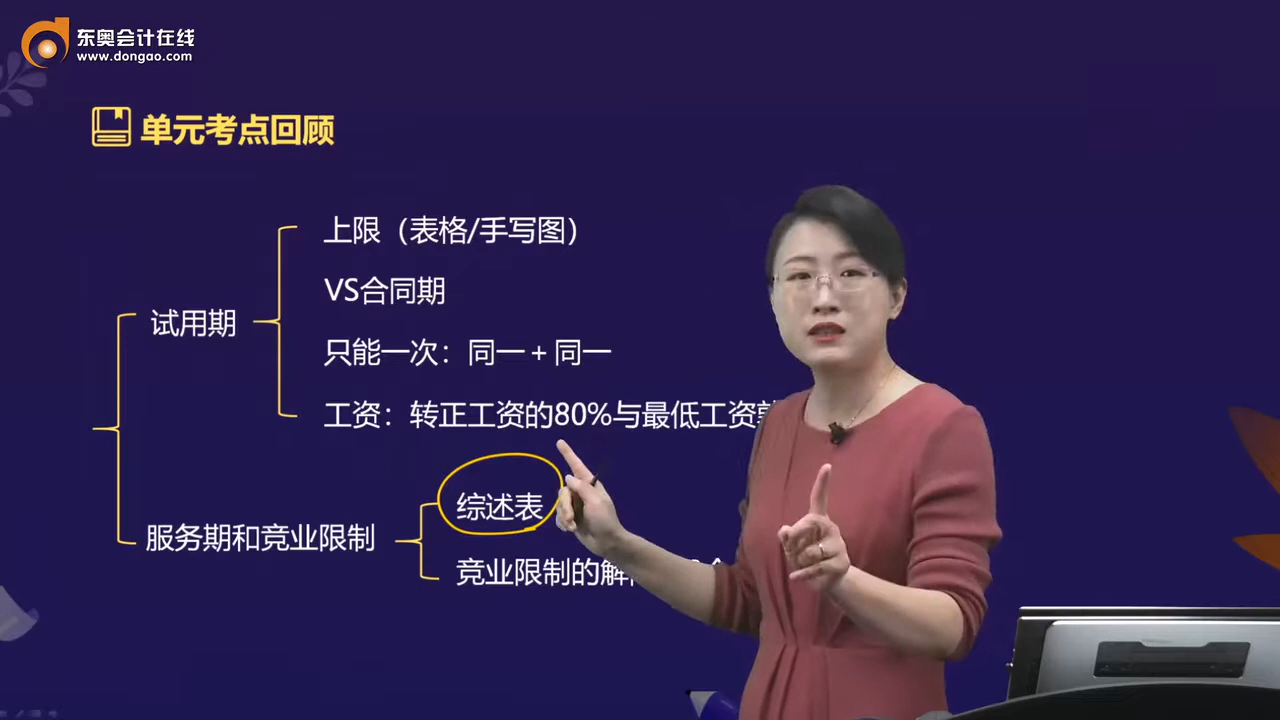 东奥会计在线
www.dongao.com
单元考点回顾
上限（表格/手写图）
VS合同期
试用期
只能一次：同一＋同一
工资：转正工资的80%与最低工资
综述表
服务期和竞业限制
竞业限制的解